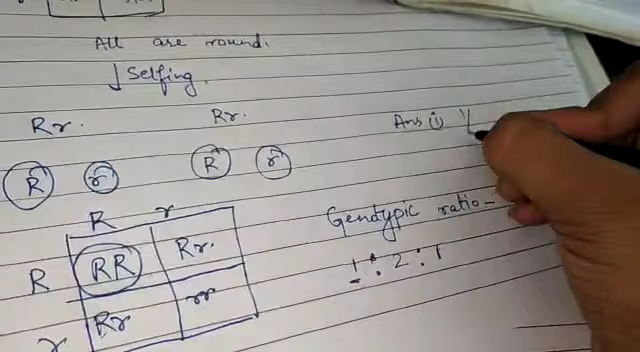 All are round.
↓ Selfing.
Rr. Rr.
R r R r
R r
R RR Rr.
r Rr rr
Ans (i)
Genotypic ratio -
1 : 2 : 1